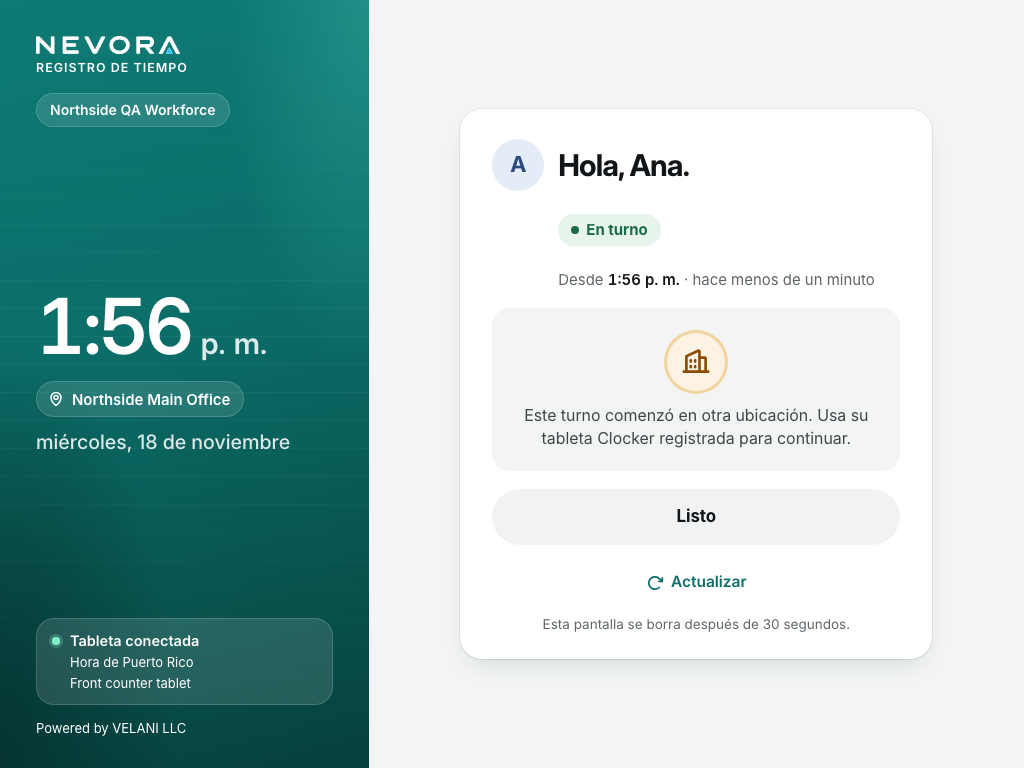 NEVORA
REGISTRO DE TIEMPO
Northside QA Workforce
1:56 p. m.
Northside Main Office
miércoles, 18 de noviembre
Tableta conectada
Hora de Puerto Rico
Front counter tablet
Powered by VELANI LLC
A
Hola, Ana.
En turno
Desde 1:56 p. m. · hace menos de un minuto
Este turno comenzó en otra ubicación. Usa su
tableta Clocker registrada para continuar.
Listo
Actualizar
Esta pantalla se borra después de 30 segundos.